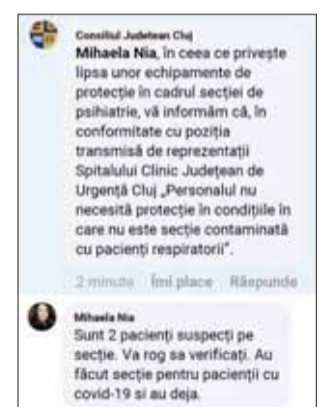 Consiliul Judetean Cluj
Mihaela Nia, în ceea ce privește
lipsa unor echipamente de
protecție în cadrul secției de
psihiatrie, vă informăm că, în
conformitate cu poziția
transmisă de reprezentații
Spitalului Clinic Județean de
Urgență Cluj „Personalul nu
necesită protecție în condițiile în
care nu este secție contaminată
cu pacienți respiratorii”.
2 minute Îmi place Răspunde
Mihaela Nia
Sunt 2 pacienți suspecți pe
secție. Va rog sa verificați. Au
făcut secție pentru pacienții cu
covid-19 si au deja.